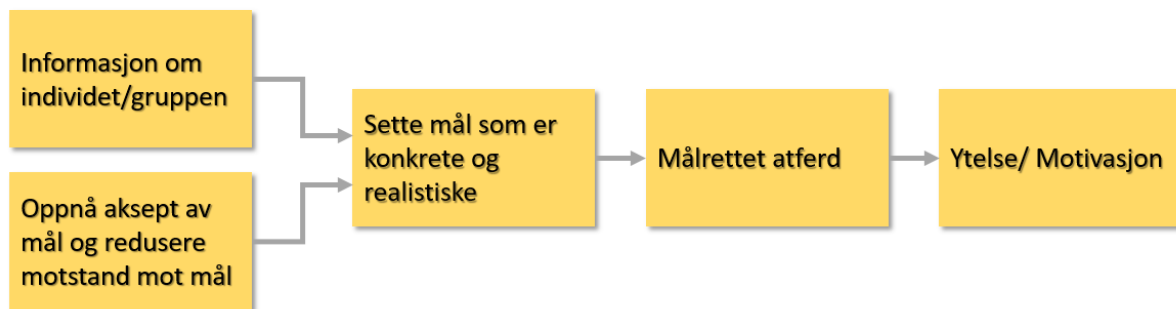 Informasjon om
individet/gruppen
Oppnå aksept av
mål og redusere
motstand mot mål
Sette mål som er
konkrete og
realistiske
Målrettet atferd
Ytelse/ Motivasjon